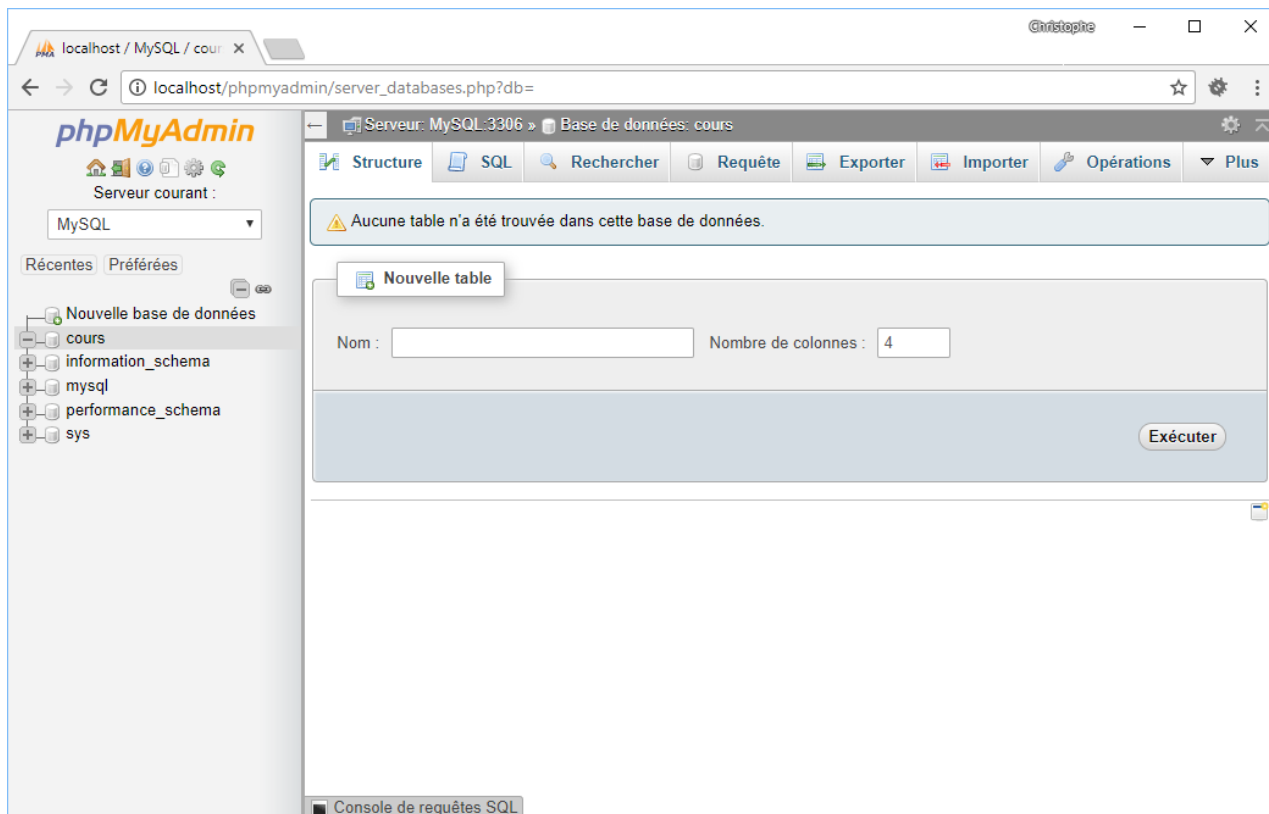 Christophe
localhost / MySQL / cour
localhost/phpmyadmin/server_databases.php?db=
phpMyAdmin
Serveur courant :
MySQL
Récentes Préférées
Nouvelle base de données
cours
information_schema
mysql
performance_schema
sys
Serveur: MySQL:3306 » Base de données: cours
Structure SQL Rechercher Requête Exporter Importer Opérations Plus
Aucune table n'a été trouvée dans cette base de données.
Nouvelle table
Nom : Nombre de colonnes : 4
Exécuter
Console de requêtes SQL